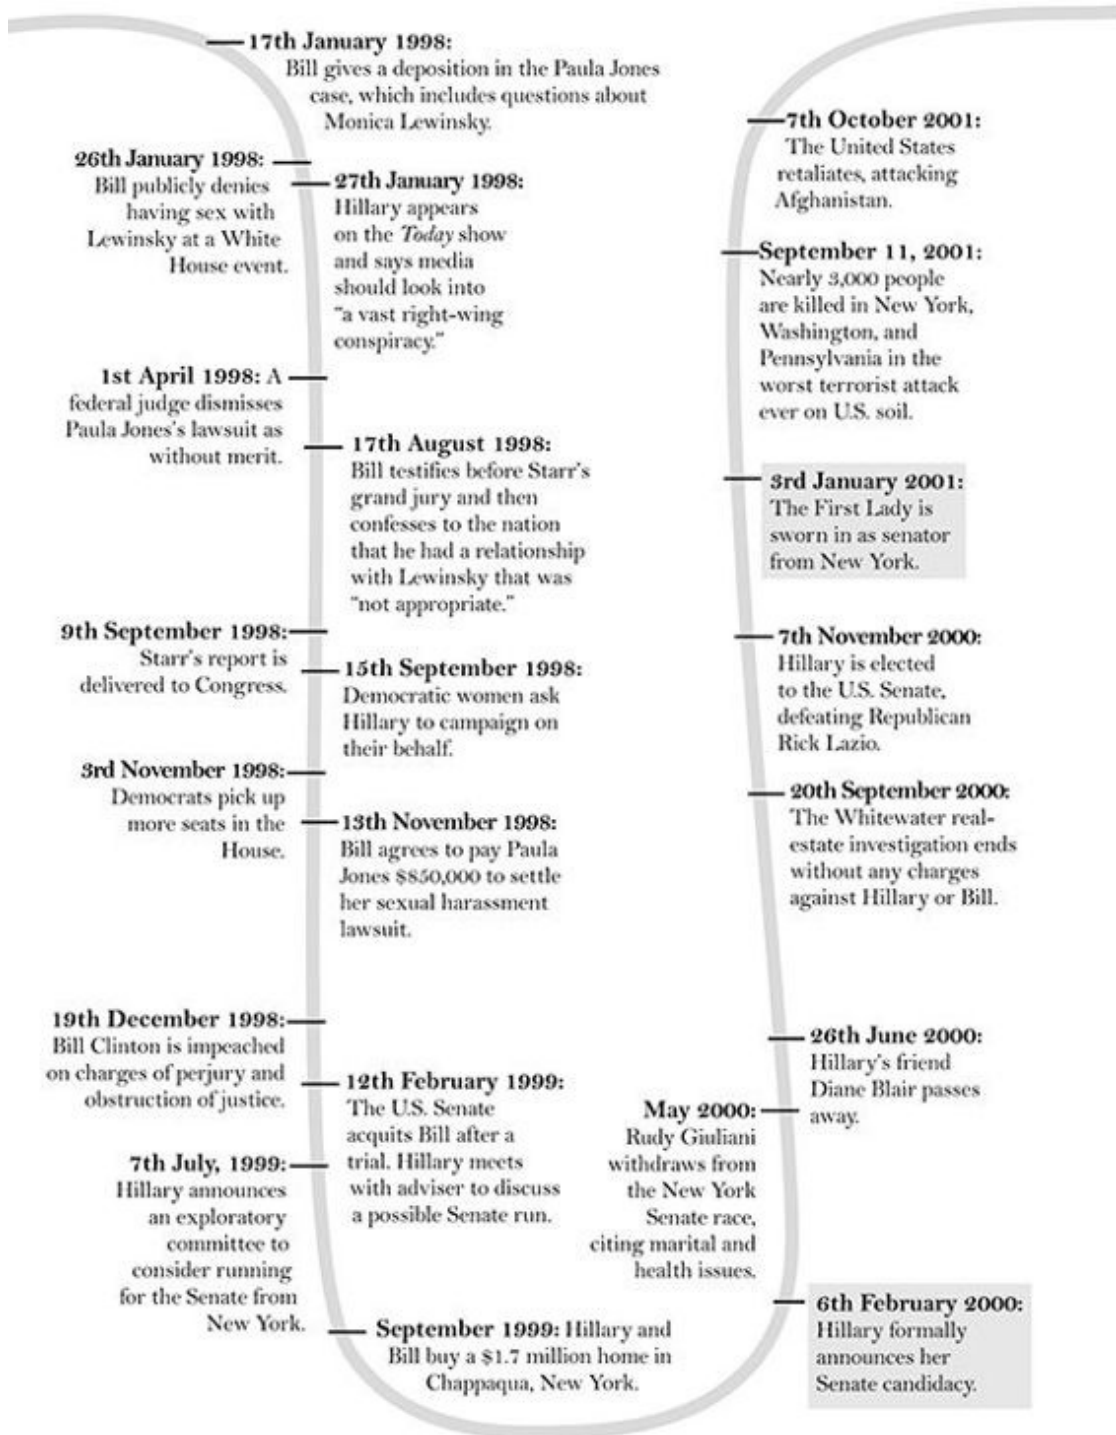 17th January 1998:
Bill gives a deposition in the Paula Jones
case, which includes questions about
Monica Lewinsky.
26th January 1998:
Bill publicly denies
having sex with
Lewinsky at a White
House event.
27th January 1998:
Hillary appears
on the Today show
and says media
should look into
“a vast right-wing
conspiracy.”
1st April 1998: A
federal judge dismisses
Paula Jones’s lawsuit as
without merit.
17th August 1998:
Bill testifies before Starr’s
grand jury and then
confesses to the nation
that he had a relationship
with Lewinsky that was
“not appropriate.”
9th September 1998:
Starr’s report is
delivered to Congress.
15th September 1998:
Democratic women ask
Hillary to campaign on
their behalf.
3rd November 1998:
Democrats pick up
more seats in the
House.
13th November 1998:
Bill agrees to pay Paula
Jones $850,000 to settle
her sexual harassment
lawsuit.
19th December 1998:
Bill Clinton is impeached
on charges of perjury and
obstruction of justice.
12th February 1999:
The U.S. Senate
acquits Bill after a
trial. Hillary meets
with adviser to discuss
a possible Senate run.
7th July, 1999:
Hillary announces
an exploratory
committee to
consider running
for the Senate from
New York.
September 1999: Hillary and
Bill buy a $1.7 million home in
Chappaqua, New York.
6th February 2000:
Hillary formally
announces her
Senate candidacy.
May 2000:
Rudy Giuliani
withdraws from
the New York
Senate race,
citing marital and
health issues.
26th June 2000:
Hillary’s friend
Diane Blair passes
away.
20th September 2000:
The Whitewater real-
estate investigation ends
without any charges
against Hillary or Bill.
7th November 2000:
Hillary is elected
to the U.S. Senate,
defeating Republican
Rick Lazio.
3rd January 2001:
The First Lady is
sworn in as senator
from New York.
September 11, 2001:
Nearly 3,000 people
are killed in New York,
Washington, and
Pennsylvania in the
worst terrorist attack
ever on U.S. soil.
7th October 2001:
The United States
retaliates, attacking
Afghanistan.